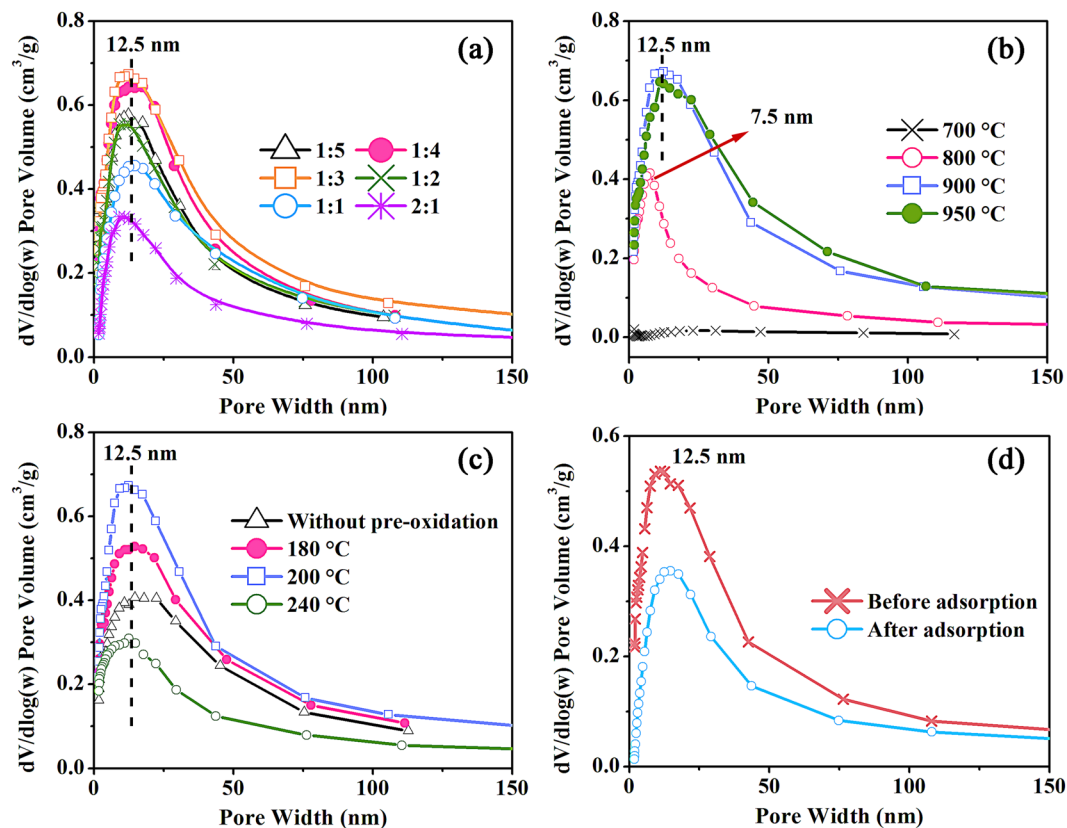 (a)
12.5 nm
dV/dlog(w) Pore Volume (cm³/g)
0.8
0.6
0.4
0.2
0.0
1:5 1:4
1:3 1:2
1:1 2:1
0 50 100 150
Pore Width (nm)
(b)
12.5 nm
7.5 nm
dV/dlog(w) Pore Volume (cm³/g)
0.8
0.6
0.4
0.2
0.0
700 °C
800 °C
900 °C
950 °C
0 50 100 150
Pore Width (nm)
(c)
12.5 nm
dV/dlog(w) Pore Volume (cm³/g)
0.8
0.6
0.4
0.2
0.0
Without pre-oxidation
180 °C
200 °C
240 °C
0 50 100 150
Pore Width (nm)
(d)
12.5 nm
dV/dlog(w) Pore Volume (cm³/g)
0.6
0.4
0.2
0.0
Before adsorption
After adsorption
0 50 100 150
Pore Width (nm)